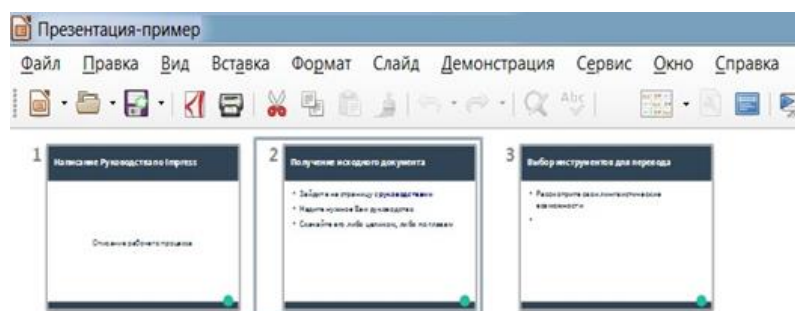 Презентация-пример
Файл Правка Вид Вставка Формат Слайд Демонстрация Сервис Окно Справка
Abc
1 Написание Руководства по Impress
2 Получение исходного документа
3 Выбор инструментов для перевода
• Зайдите на страницу с руководствами
• Найдите нужное Вам руководство
• Скачайте его либо целиком, либо по главам
• Рассмотрите свои лингвистические
возможности
•
Описание рабочего процесса